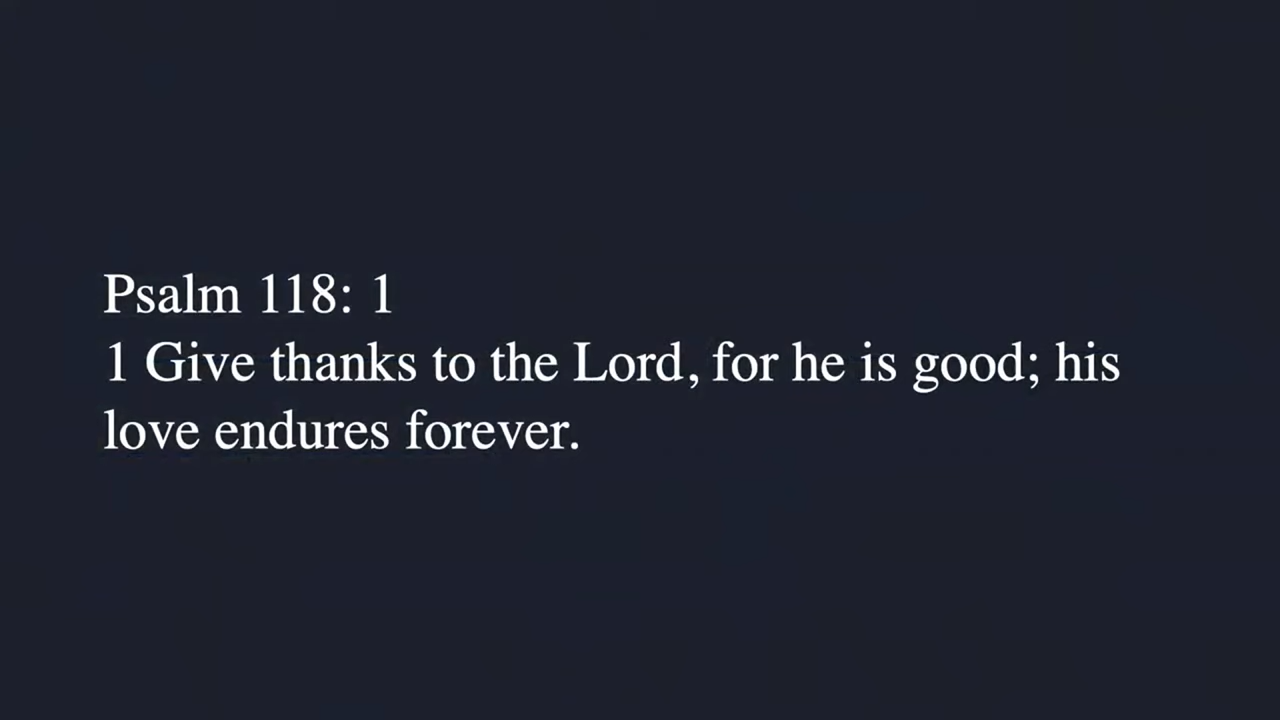 Psalm 118: 1
1 Give thanks to the Lord, for he is good; his
love endures forever.